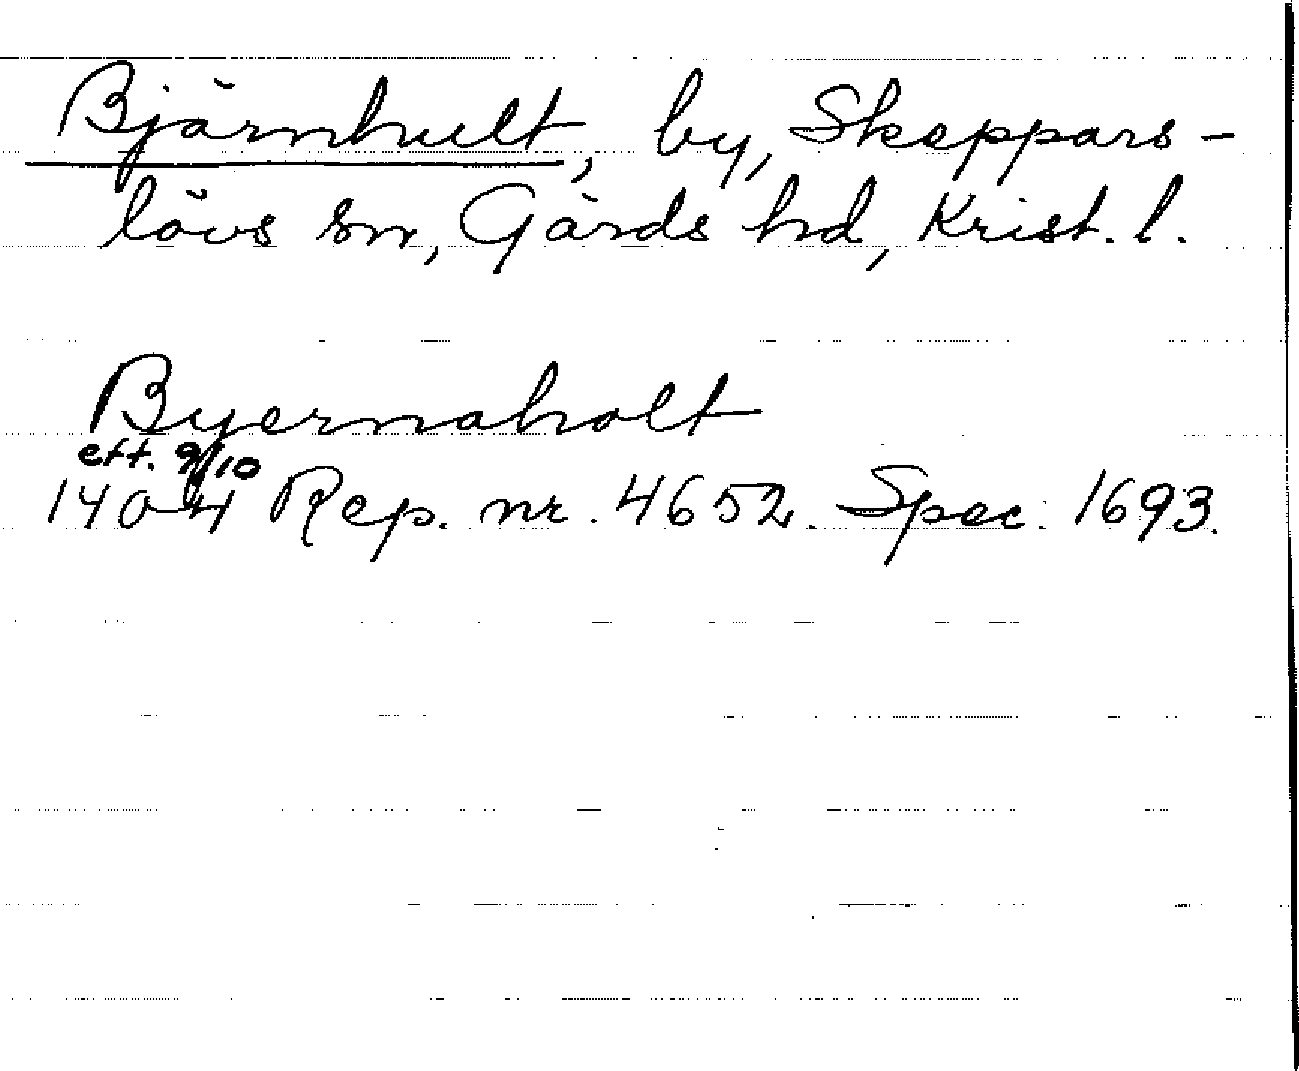 Bjärnhult, by, Skeppars-
lövs sn, Gärds hd, Krist. l.
Byernaholt
eft. 9/10
1404 Rep. nr. 4652. Spec. 1693.